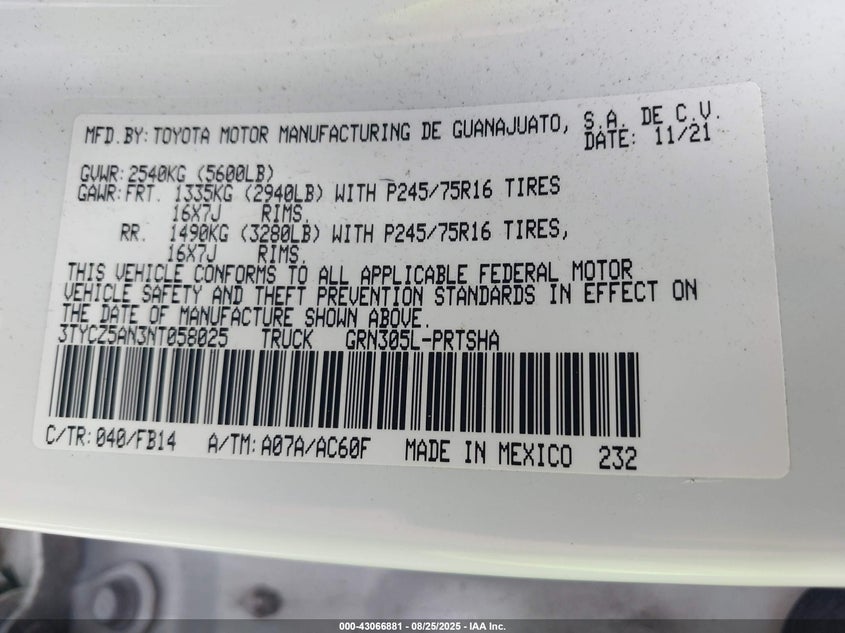 MFD.BY:TOYOTA MOTOR MANUFACTURING DE GUANAJUATO, S.A. DE C.V.
DATE: 11/21
GVWR:2540KG (5600LB)
GAWR:FRT. 1335KG (2940LB) WITH P245/75R16 TIRES
16X7J RIMS.
RR. 1490KG (3280LB) WITH P245/75R16 TIRES,
16X7J RIMS.
THIS VEHICLE CONFORMS TO ALL APPLICABLE FEDERAL MOTOR
VEHICLE SAFETY AND THEFT PREVENTION STANDARDS IN EFFECT ON
THE DATE OF MANUFACTURE SHOWN ABOVE.
3TYCZ5AN3NT058025 TRUCK GRN305L-PRTSHA
C/TR:040/FB14 A/TM:A07A/AC60F MADE IN MEXICO 232
000-43066881 / 08/25/2025 - IAA Inc.